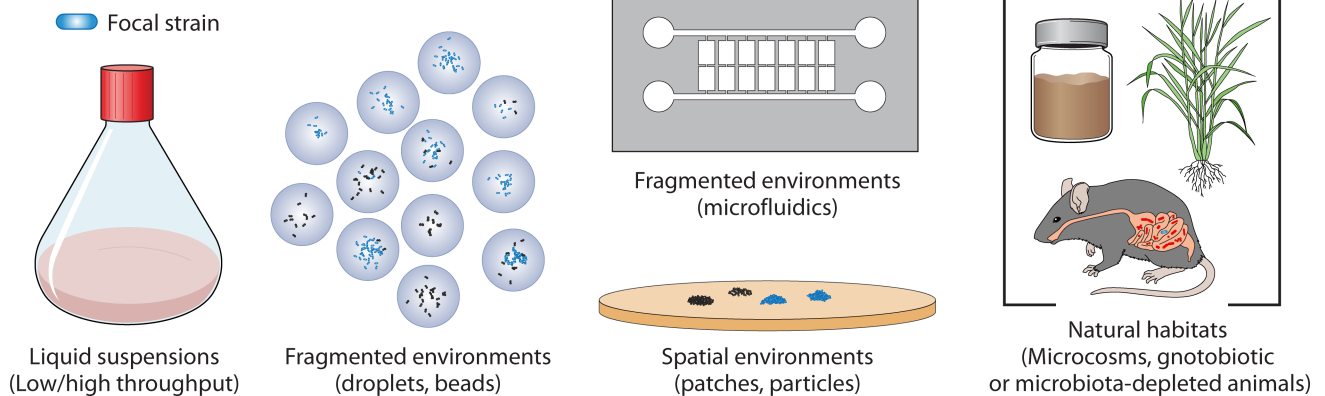 Focal strain
Liquid suspensions
(Low/high throughput)
Fragmented environments
(droplets, beads)
Fragmented environments
(microfluidics)
Spatial environments
(patches, particles)
Natural habitats
(Microcosms, gnotobiotic
or microbiota-depleted animals)